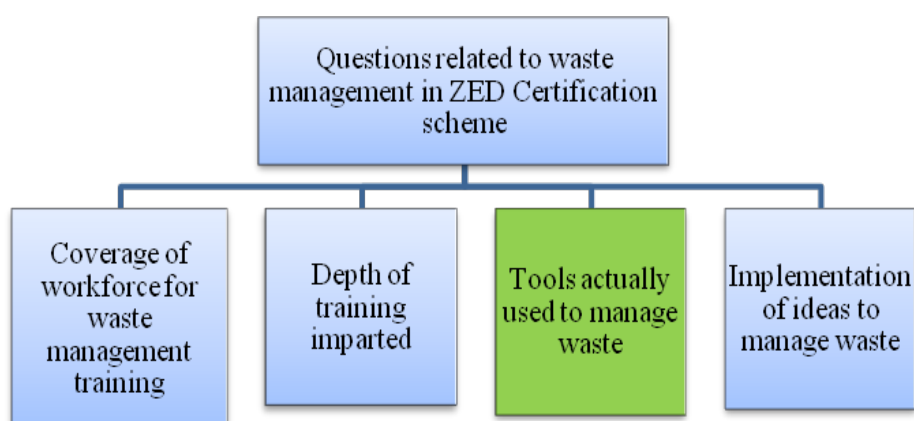 Questions related to waste
management in ZED Certification
scheme
Coverage of
workforce for
waste
management
training
Depth of
training
imparted
Tools actually
used to manage
waste
Implementation
of ideas to
manage waste